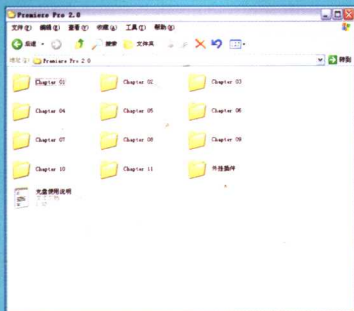 Premiere Pro 2.0
文件(F) 编辑(E) 查看(V) 收藏(A) 工具(T) 帮助(H)
后退 搜索 文件夹
地址(D) Premiere Pro 2.0 转到
Chapter 01 Chapter 02 Chapter 03
Chapter 04 Chapter 05 Chapter 06
Chapter 07 Chapter 08 Chapter 09
Chapter 10 Chapter 11 外挂插件
光盘使用说明